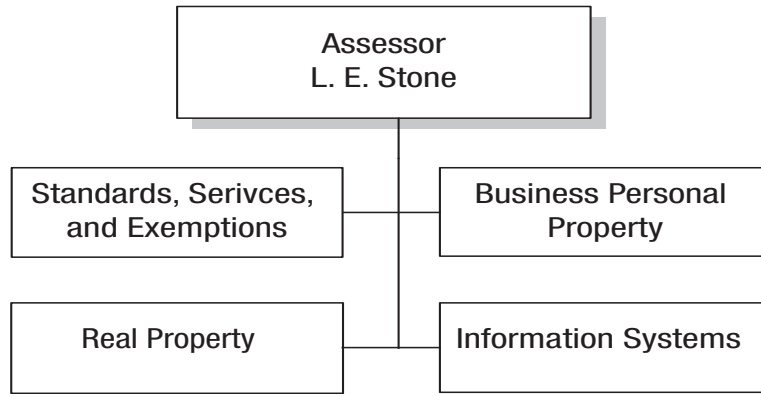 Assessor
L. E. Stone
Standards, Serivces,
and Exemptions
Business Personal
Property
Real Property
Information Systems